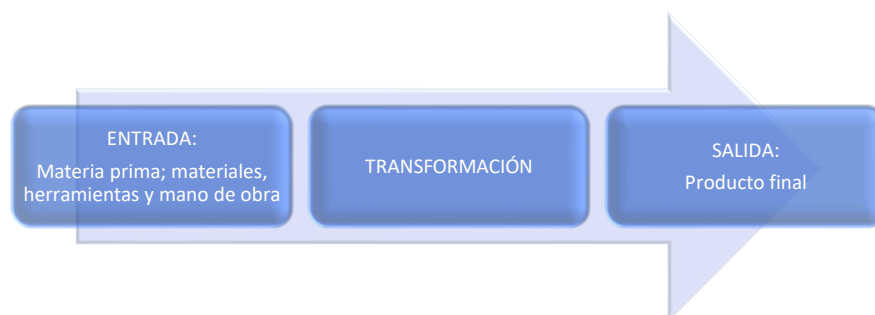 ENTRADA:
Materia prima; materiales,
herramientas y mano de obra
TRANSFORMACIÓN
SALIDA:
Producto final